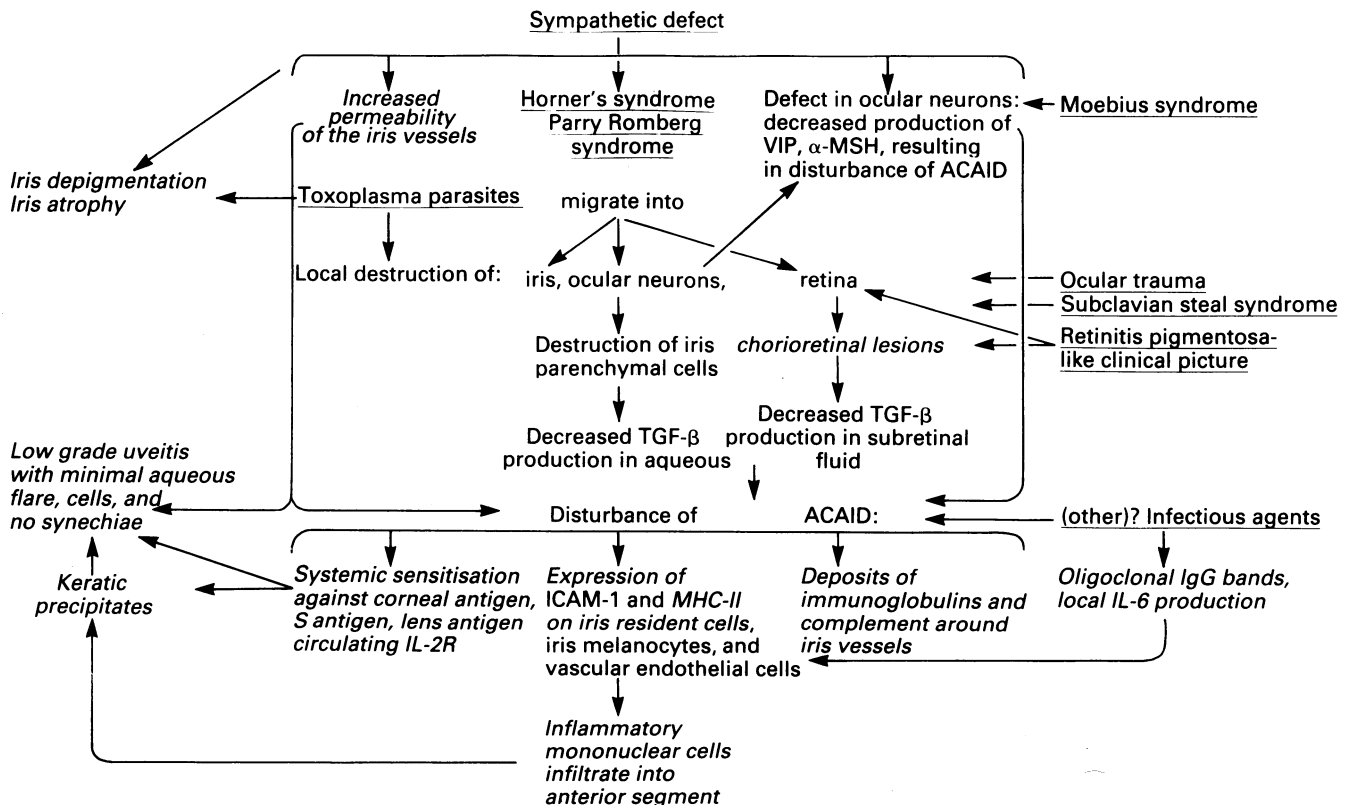 Sympathetic defect
Increased
permeability
of the iris vessels
Horner's syndrome
Parry Romberg
syndrome
Defect in ocular neurons:
decreased production of
VIP, α-MSH, resulting
in disturbance of ACAID
Moebius syndrome
Iris depigmentation
Iris atrophy
Toxoplasma parasites
migrate into
Local destruction of:
iris, ocular neurons,
retina
Ocular trauma
Subclavian steal syndrome
Retinitis pigmentosa-
like clinical picture
Destruction of iris
parenchymal cells
chorioretinal lesions
Decreased TGF-β
production in aqueous
Decreased TGF-β
production in subretinal
fluid
Low grade uveitis
with minimal aqueous
flare, cells, and
no synechiae
Disturbance of
ACAID:
(other)? Infectious agents
Keratic
precipitates
Systemic sensitisation
against corneal antigen,
S antigen, lens antigen
circulating IL-2R
Expression of
ICAM-1 and MHC-II
on iris resident cells,
iris melanocytes, and
vascular endothelial cells
Deposits of
immunoglobulins and
complement around
iris vessels
Oligoclonal IgG bands,
local IL-6 production
Inflammatory
mononuclear cells
infiltrate into
anterior segment